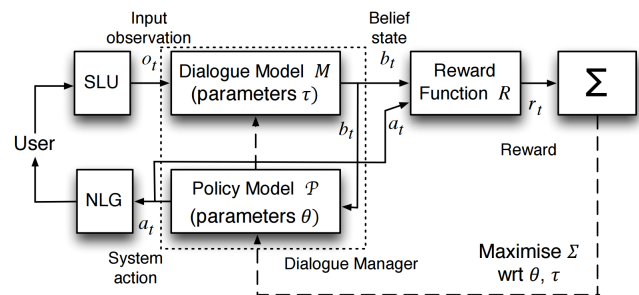 Input
observation
Belief
state
SLU
o_t
Dialogue Model M
(parameters τ)
b_t
Reward
Function R
r_t
Σ
b_t
a_t
User
Reward
NLG
a_t
Policy Model 𝒫
(parameters θ)
System
action
Dialogue Manager
Maximise Σ
wrt θ, τ